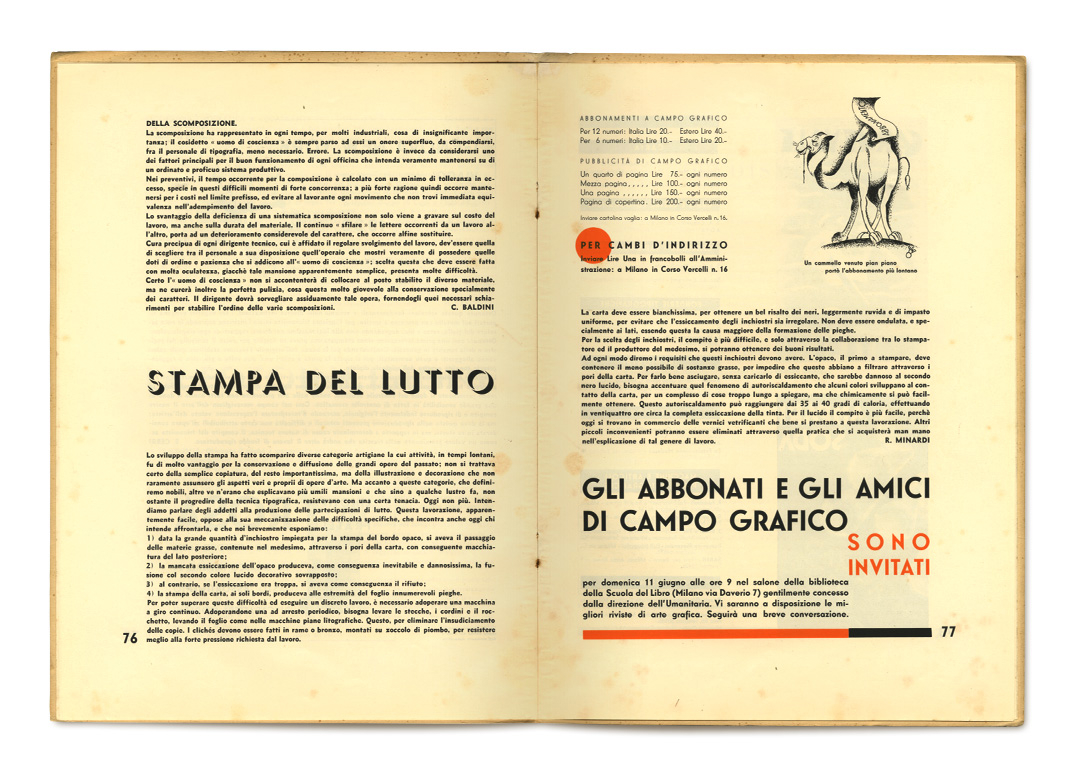 DELLA SCOMPOSIZIONE.
La scomposizione ha rappresentato in ogni tempo, per molti industriali, cosa di insignificante impor-
tanza; il cosidetto « uomo di coscienza » è sempre parso ad essi un onere superfluo, da compendiarsi,
fra il personale di tipografia, meno necessario. Errore. La scomposizione è invece da considerarsi uno
dei fattori principali per il buon funzionamento di ogni officina che intenda veramente mantenersi su di
un ordinato e proficuo sistema produttivo.
Nei preventivi, il tempo occorrente per la composizione è calcolato con un minimo di tolleranza in ec-
cesso, specie in questi difficili momenti di forte concorrenza; a più forte ragione quindi occorre mante-
nersi per i costi nel limite prefisso, ed evitare al lavorante ogni movimento che non trovi immediata equi-
valenza nell'adempimento del lavoro.
Lo svantaggio della deficienza di una sistematica scomposizione non solo viene a gravare sul costo del
lavoro, ma anche sulla durata del materiale. Il continuo « sfilare » le lettere occorrenti da un lavoro al-
l'altro, porta ad un deterioramento considerevole del carattere, che occorre alfine sostituire.
Cura precipua di ogni dirigente tecnico, cui è affidato il regolare svolgimento del lavoro, dev'essere quella
di scegliere tra il personale a sua disposizione quell'operaio che mostri veramente di possedere quelle
doti di ordine e pazienza che si addicono all'« uomo di coscienza »; scelta questa che deve essere fatta
con molta oculatezza, giacchè tale mansione apparentemente semplice, presenta molte difficoltà.
Certo l'« uomo di coscienza » non si accontenterà di collocare al posto stabilito il diverso materiale,
ma ne curerà inoltre la perfetta pulizia, cosa questa molto giovevole alla conservazione specialmente
dei caratteri. Il dirigente dovrà sorvegliare assiduamente tale opera, fornendogli quei necessari schia-
rimenti per stabilire l'ordine delle varie scomposizioni. C. BALDINI
STAMPA DEL LUTTO
Lo sviluppo della stampa ha fatto scomparire diverse categorie artigiane la cui attività, in tempi lontani,
fu di molto vantaggio per la conservazione e diffusione delle grandi opere del passato; non si trattava
certo della semplice copiatura, del resto importantissima, ma della illustrazione e decorazione che non
raramente assunsero gli aspetti veri e proprii di opere d'arte. Ma accanto a queste categorie, che defini-
remo nobili, altre ve n'erano che esplicavano più umili mansioni e che sino a qualche lustro fa, non
ostante il progredire della tecnica tipografica, resistevano con una certa tenacia. Oggi non più. Inten-
diamo parlare degli addetti alla produzione delle partecipazioni di lutto. Questa lavorazione, apparen-
temente facile, oppose alla sua meccanizzazione delle difficoltà specifiche, che incontra anche oggi chi
intende affrontarla, e che noi brevemente esponiamo:
1) data la grande quantità d'inchiostro impiegata per la stampa del bordo opaco, si aveva il passaggio
delle materie grasse, contenute nel medesimo, attraverso i pori della carta, con conseguente macchia-
tura del lato posteriore;
2) la mancata essiccazione dell'opaco produceva, come conseguenza inevitabile e dannosissima, la fu-
sione col secondo colore lucido decorativo sovrapposto;
3) al contrario, se l'essiccazione era troppa, si aveva come conseguenza il rifiuto;
4) la stampa della carta, ai soli bordi, produceva alle estremità del foglio innumerevoli pieghe.
Per poter superare queste difficoltà ed eseguire un discreto lavoro, è necessario adoperare una macchina
a giro continuo. Adoperandone una ad arresto periodico, bisogna levare le stecche, i cordini e il roc-
chetto, levando il foglio come nelle macchine piane litografiche. Questo, per eliminare l'insudiciamento
delle copie. I clichés devono essere fatti in rame o bronzo, montati su zoccolo di piombo, per resistere
meglio alla forte pressione richiesta dal lavoro.
76
ABBONAMENTI A CAMPO GRAFICO
Per 12 numeri: Italia Lire 20.- Estero Lire 40.-
Per 6 numeri: Italia Lire 10.- Estero Lire 20.-
PUBBLICITÀ DI CAMPO GRAFICO
Un quarto di pagina Lire 75.- ogni numero
Mezza pagina , , , , , Lire 100.- ogni numero
Una pagina , , , , , , Lire 150.- ogni numero
Pagina di copertina . Lire 200.- ogni numero
Inviare cartolina vaglia : a Milano in Corso Vercelli n. 16.
PER CAMBI D'INDIRIZZO
Inviare Lire Una in francobolli all'Ammini-
strazione: a Milano in Corso Vercelli n. 16
Un cammello venuto pian piano
portò l'abbonamento più lontano
La carta deve essere bianchissima, per ottenere un bel risalto dei neri, leggermente ruvida e di impasto
uniforme, per evitare che l'essiccamento degli inchiostri sia irregolare. Non deve essere ondulata, e spe-
cialmente ai lati, essendo questa la causa maggiore della formazione delle pieghe.
Per la scelta degli inchiostri, il compito è più difficile, e solo attraverso la collaborazione tra lo stampa-
tore ed il produttore del medesimo, si potranno ottenere dei buoni risultati.
Ad ogni modo diremo i requisiti che questi inchiostri devono avere. L'opaco, il primo a stampare, deve
contenere il meno possibile di sostanze grasse, per impedire che questo abbiano a filtrare attraverso i
pori della carta. Per farlo bene asciugare, senza caricarlo di essiccante, che sarebbe dannoso al secondo
nero lucido, bisogna accentuare quel fenomeno di autoriscaldamento che alcuni colori sviluppano al con-
tatto della carta, per un complesso di cose troppo lungo a spiegare, ma che chimicamente si può facil-
mente ottenere. Questo autoriscaldamento può raggiungere dai 35 ai 40 gradi di caloria, effettuando
in ventiquattro ore circa la completa essiccazione della tinta. Per il lucido il compito è più facile, perchè
oggi si trovano in commercio delle vernici vetrificanti che bene si prestano a questa lavorazione. Altri
piccoli inconvenienti potranno essere eliminati attraverso quella pratica che si acquisterà man mano
nell'esplicazione di tal genere di lavoro. R. MINARDI
GLI ABBONATI E GLI AMICI
DI CAMPO GRAFICO
SONO
INVITATI
per domenica 11 giugno alle ore 9 nel salone della biblioteca
della Scuola del Libro (Milano via Daverio 7) gentilmente concesso
dalla direzione dell'Umanitaria. Vi saranno a disposizione le mi-
gliori riviste di arte grafica. Seguirà una breve conversazione.
77